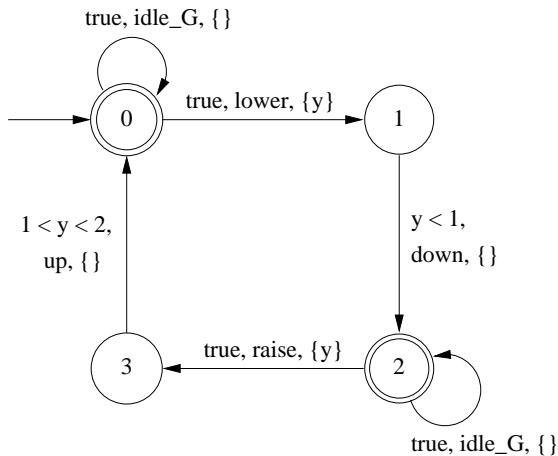 true, idle_G, {}
true, lower, {y}
0
1
1 < y < 2,
up, {}
y < 1,
down, {}
true, raise, {y}
3
2
true, idle_G, {}